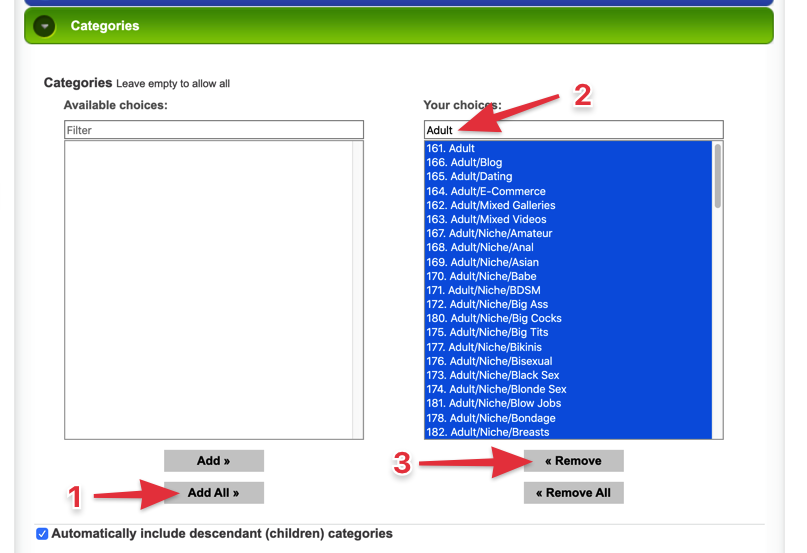 Categories
Categories Leave empty to allow all
Available choices:
Your choices:
2
Filter
Adult
161. Adult
166. Adult/Blog
165. Adult/Dating
164. Adult/E-Commerce
162. Adult/Mixed Galleries
163. Adult/Mixed Videos
167. Adult/Niche/Amateur
168. Adult/Niche/Anal
169. Adult/Niche/Asian
170. Adult/Niche/Babe
171. Adult/Niche/BDSM
172. Adult/Niche/Big Ass
180. Adult/Niche/Big Cocks
175. Adult/Niche/Big Tits
177. Adult/Niche/Bikinis
176. Adult/Niche/Bisexual
173. Adult/Niche/Black Sex
174. Adult/Niche/Blonde Sex
181. Adult/Niche/Blow Jobs
178. Adult/Niche/Bondage
182. Adult/Niche/Breasts
Add »
3
« Remove
1
Add All »
« Remove All
Automatically include descendant (children) categories